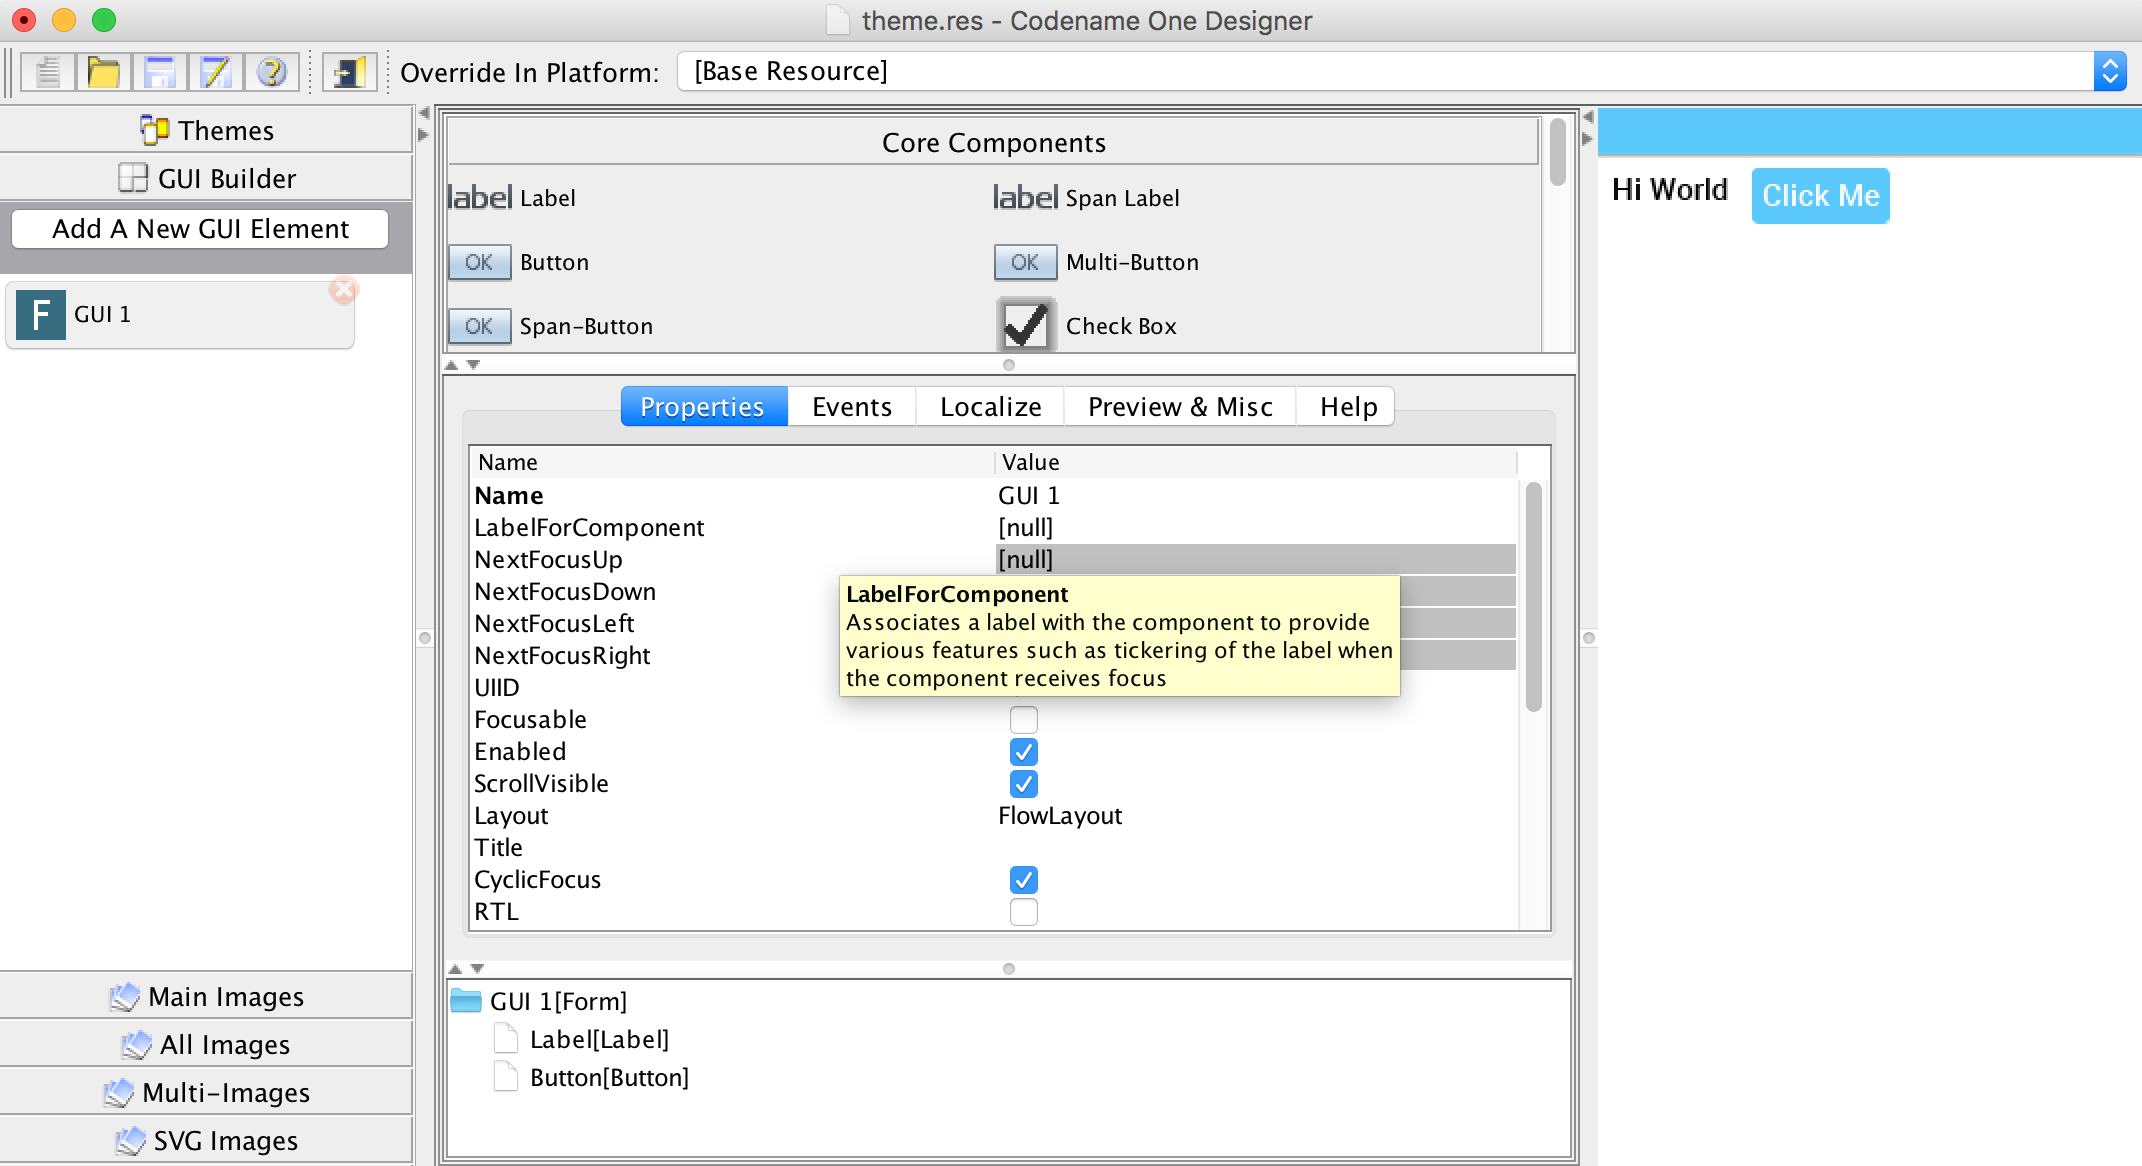 theme.res - Codename One Designer
Override In Platform: [Base Resource]
Themes
GUI Builder
Add A New GUI Element
F GUI 1
Main Images
All Images
Multi-Images
SVG Images
Core Components
label Label
label Span Label
OK Button
OK Multi-Button
OK Span-Button
Check Box
Properties Events Localize Preview & Misc Help
Name Value
Name GUI 1
LabelForComponent [null]
NextFocusUp [null]
NextFocusDown
NextFocusLeft
NextFocusRight
UIID
LabelForComponent
Associates a label with the component to provide
various features such as tickering of the label when
the component receives focus
Focusable
Enabled
ScrollVisible
Layout FlowLayout
Title
CyclicFocus
RTL
GUI 1[Form]
Label[Label]
Button[Button]
Hi World Click Me